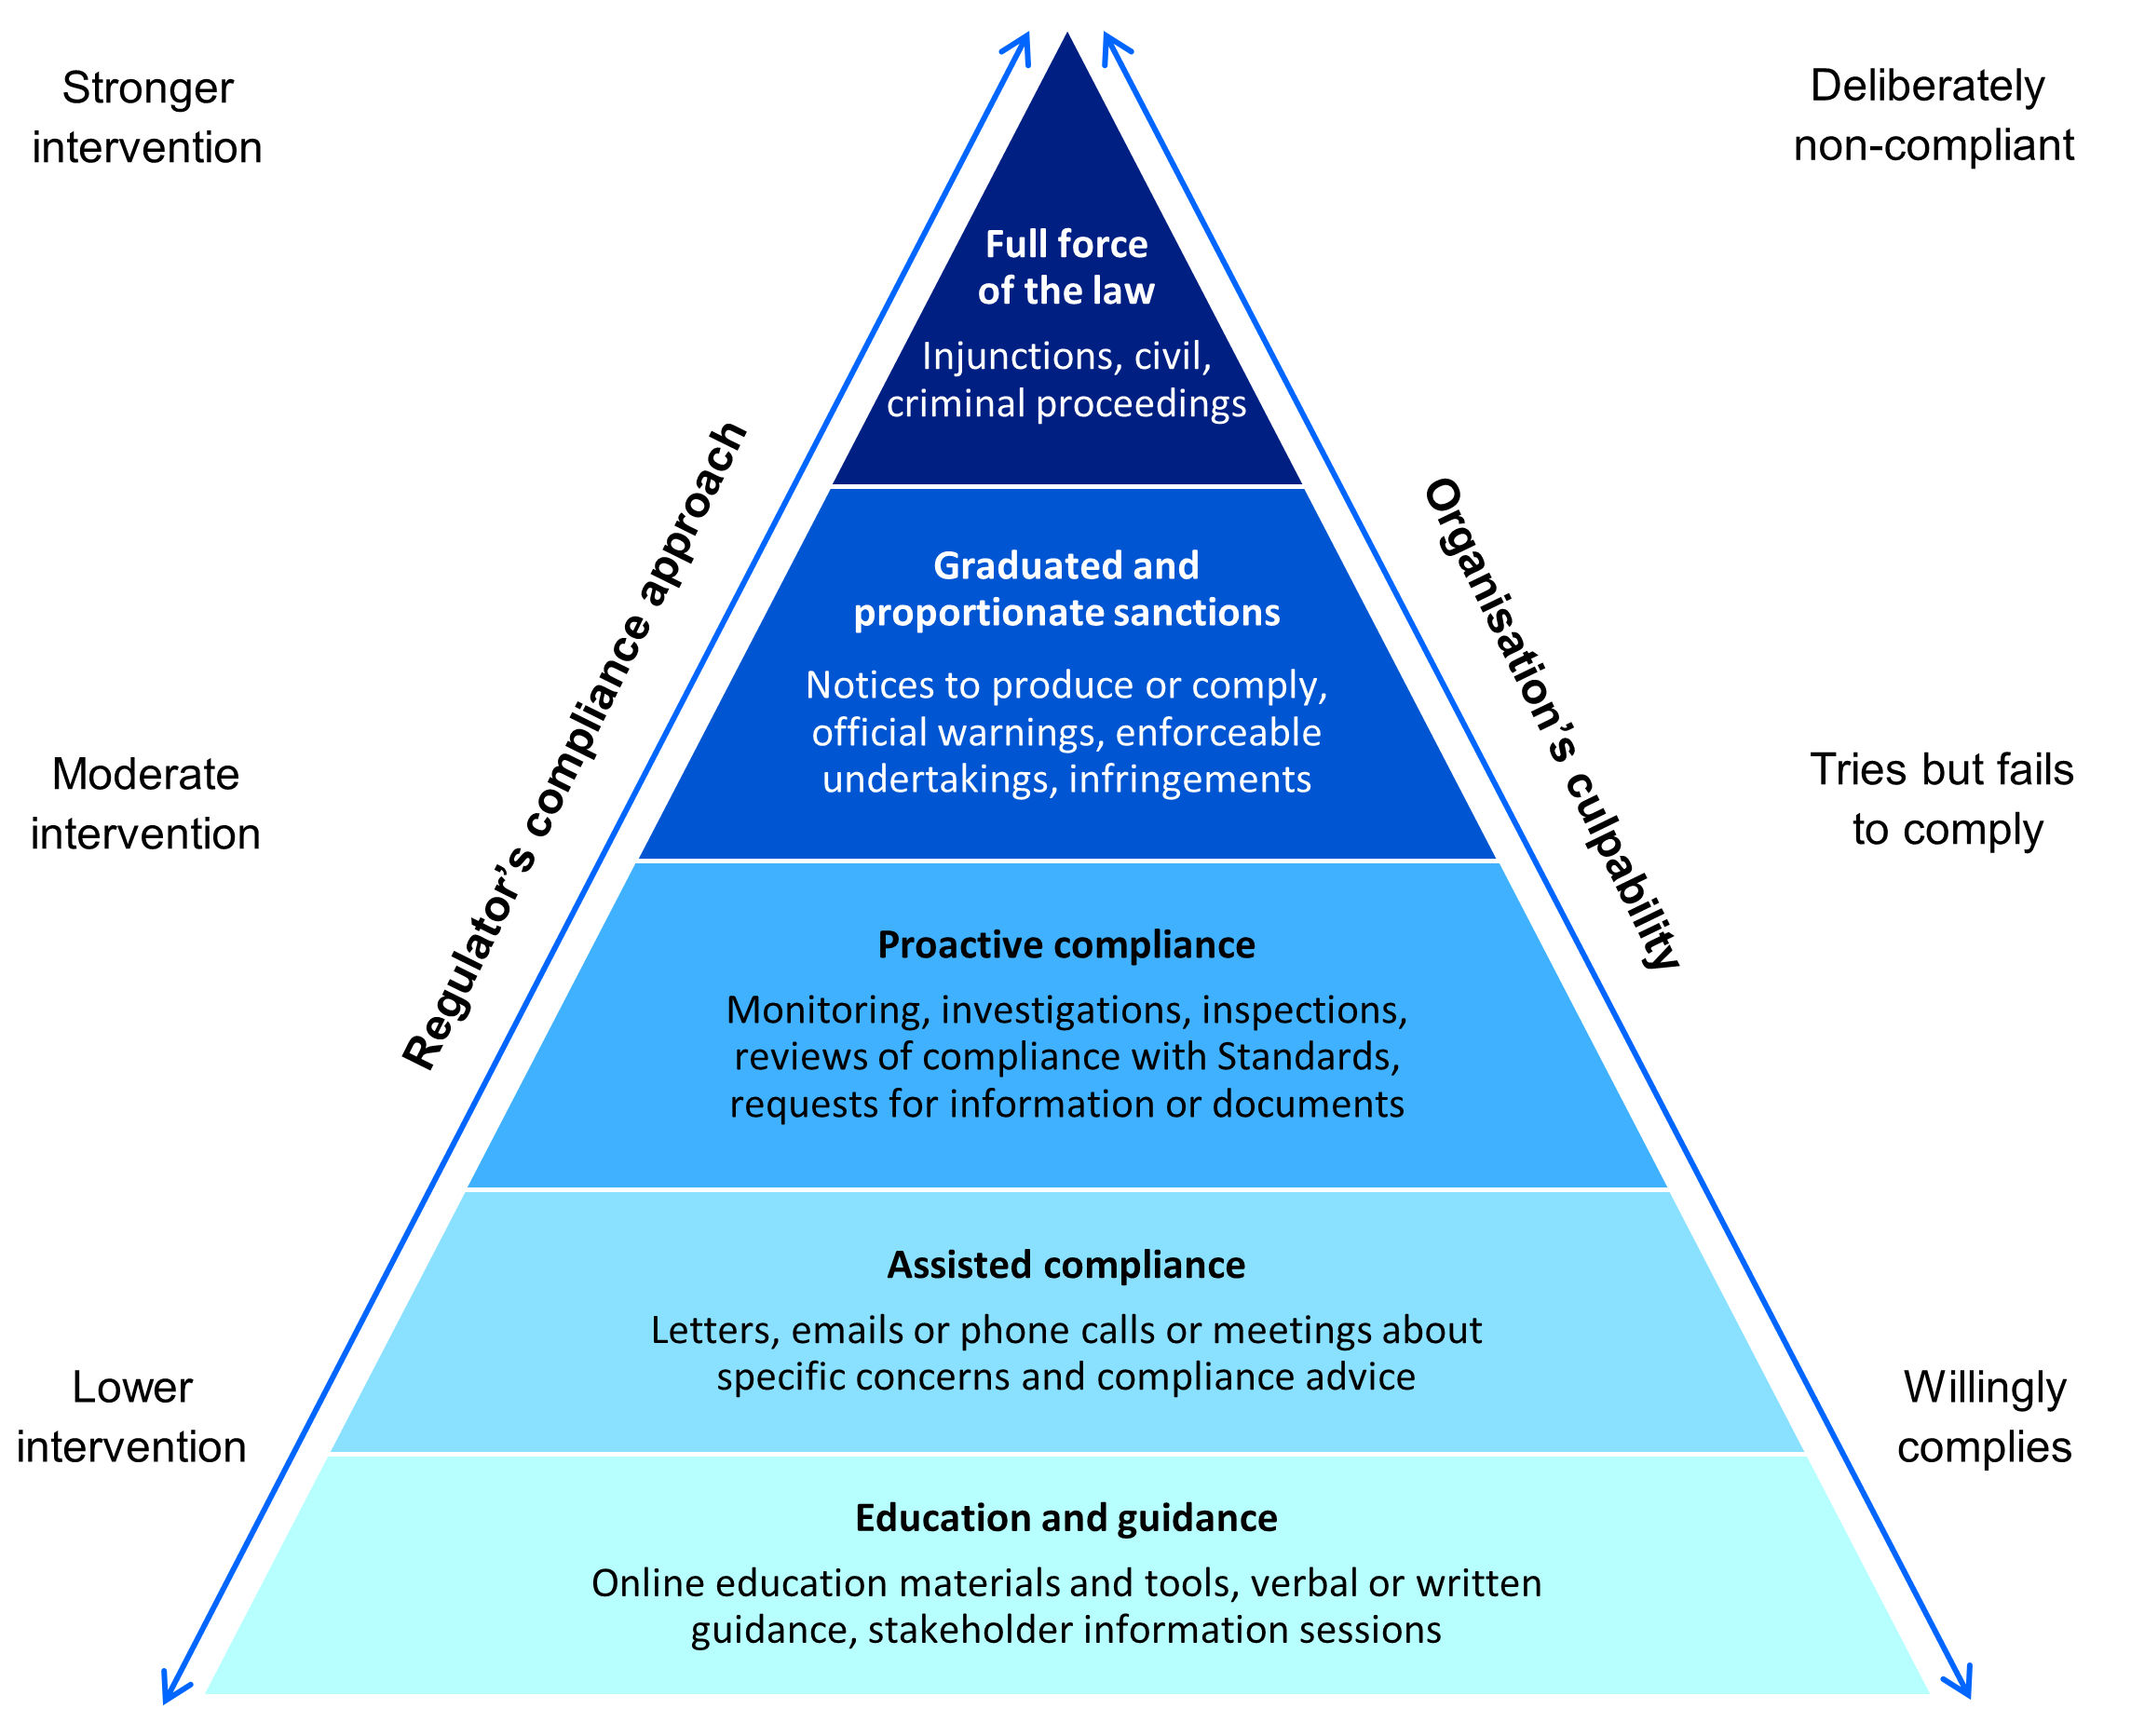 Stronger
intervention
Deliberately
non-compliant
Full force
of the law
Injunctions, civil,
criminal proceedings
Regulator’s compliance approach
Organisation’s culpability
Graduated and
proportionate sanctions
Notices to produce or comply,
official warnings, enforceable
undertakings, infringements
Moderate
intervention
Tries but fails
to comply
Proactive compliance
Monitoring, investigations, inspections,
reviews of compliance with Standards,
requests for information or documents
Assisted compliance
Letters, emails or phone calls or meetings about
specific concerns and compliance advice
Lower
intervention
Willingly
complies
Education and guidance
Online education materials and tools, verbal or written
guidance, stakeholder information sessions